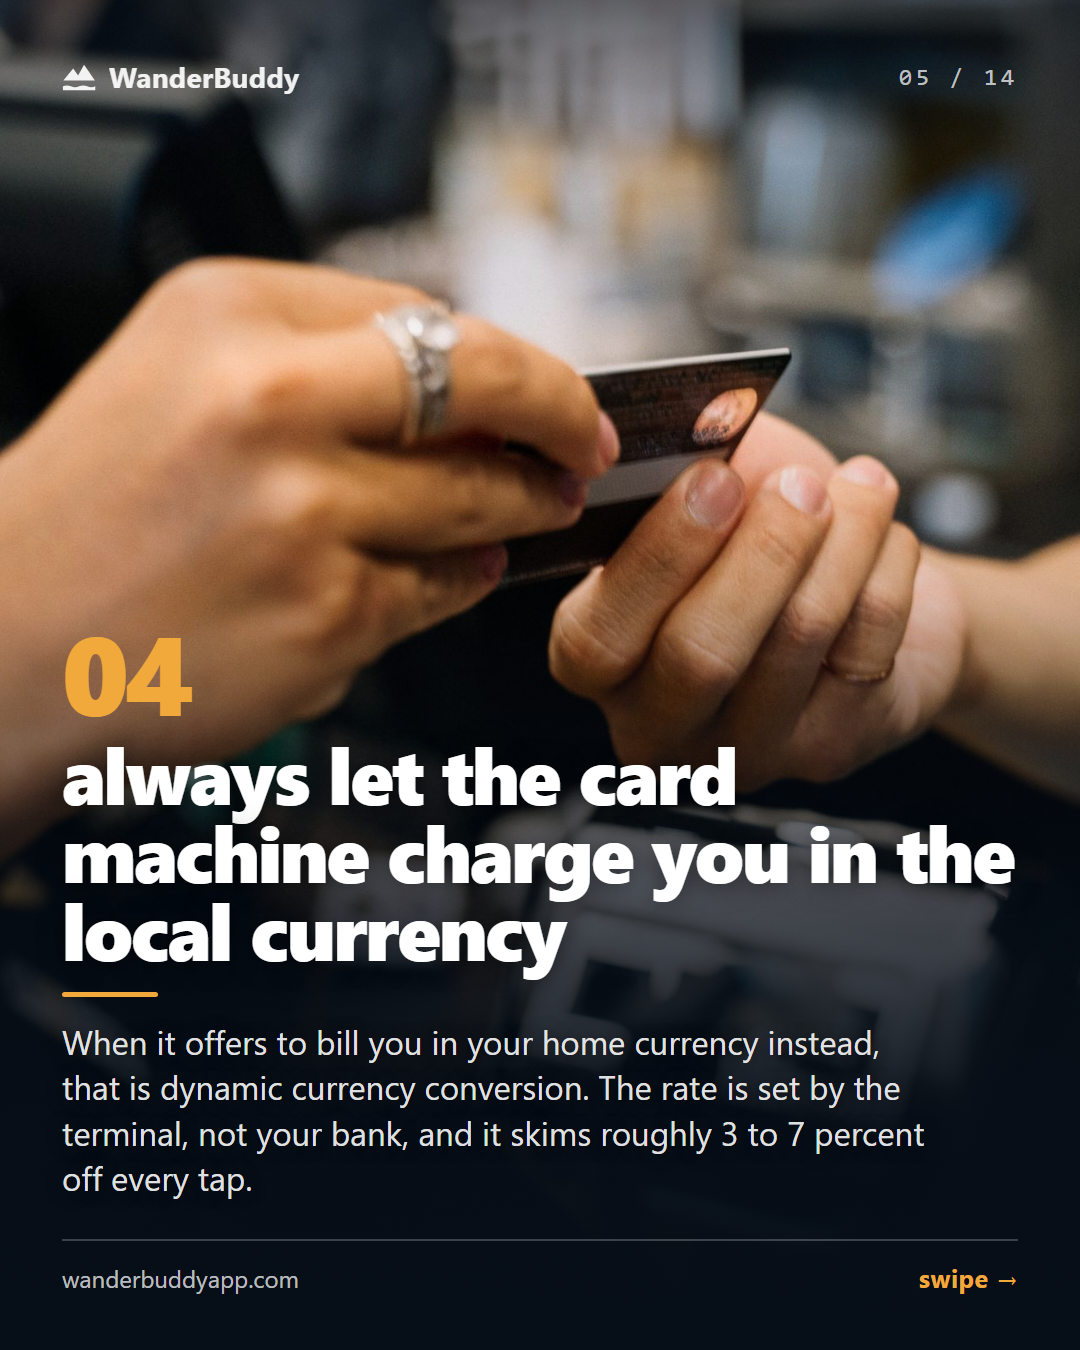 WanderBuddy
05 / 14
04
always let the card
machine charge you in the
local currency
When it offers to bill you in your home currency instead,
that is dynamic currency conversion. The rate is set by the
terminal, not your bank, and it skims roughly 3 to 7 percent
off every tap.
wanderbuddyapp.com
swipe →